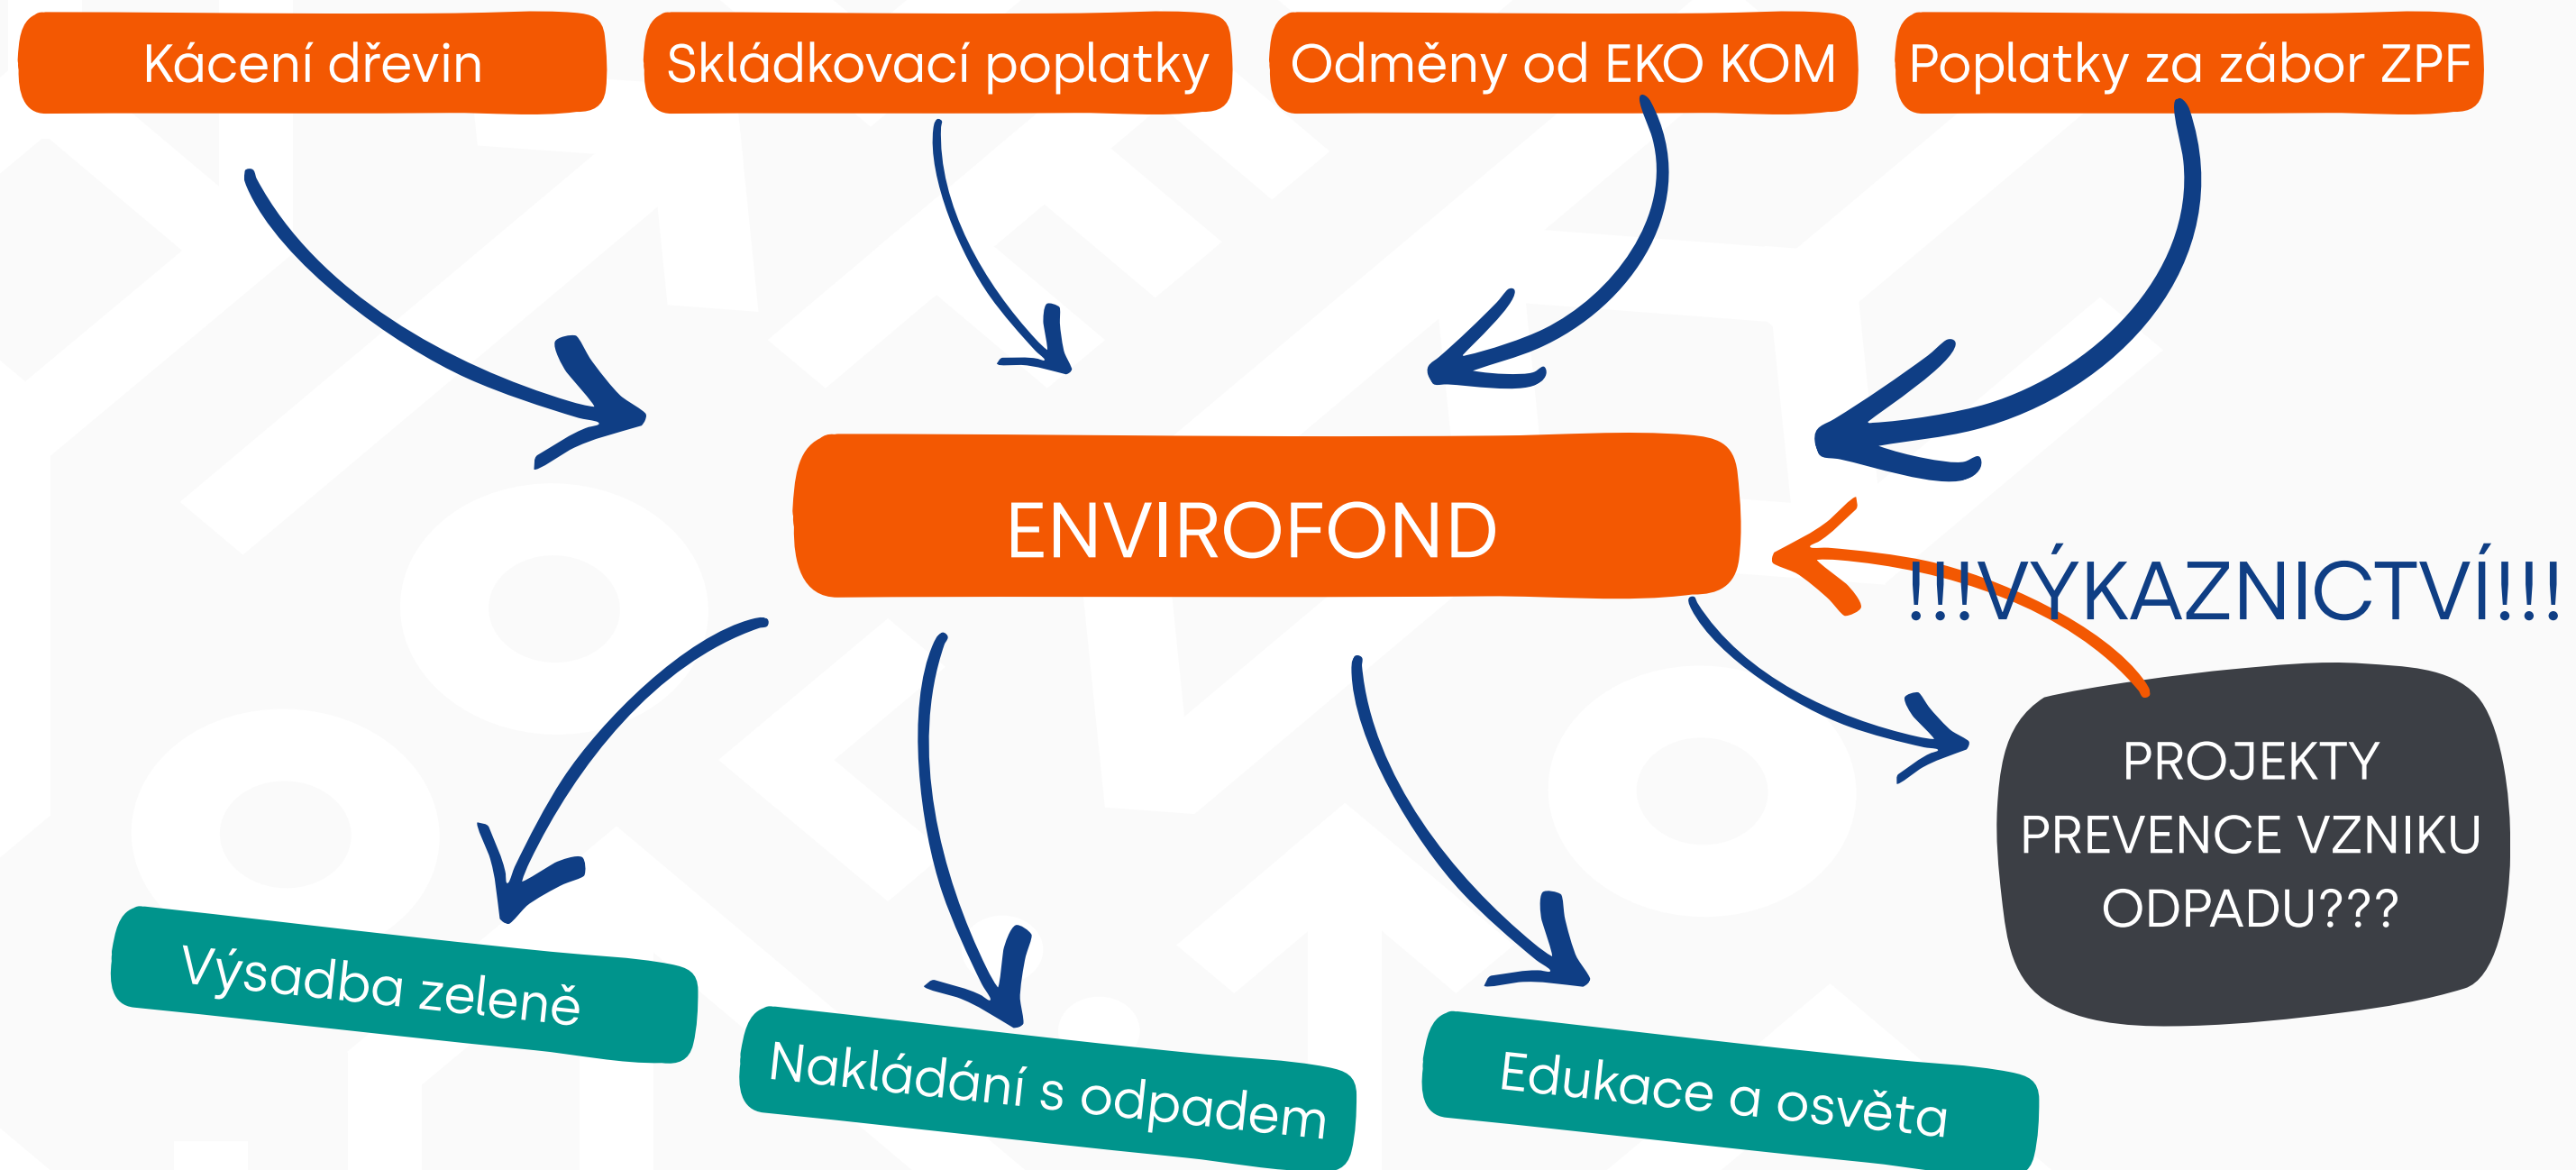 Kácení dřevin
Skládkovací poplatky
Odměny od EKO KOM
Poplatky za zábor ZPF
ENVIROFOND
!!!VÝKAZNICTVÍ!!!
PROJEKTY
PREVENCE VZNIKU
ODPADU???
Výsadba zeleně
Nakládání s odpadem
Edukace a osvěta